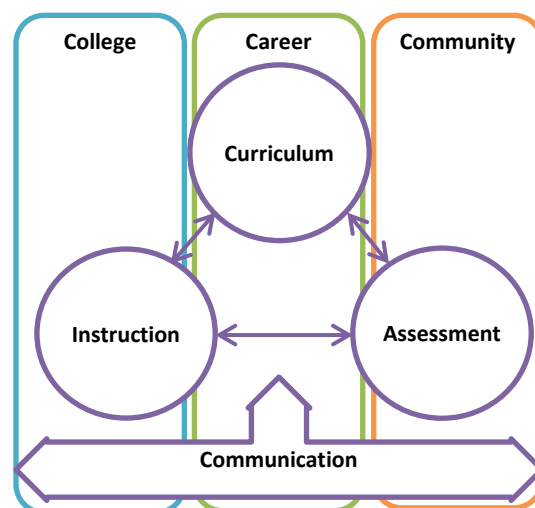 College
Career
Community
Curriculum
Instruction
Assessment
Communication